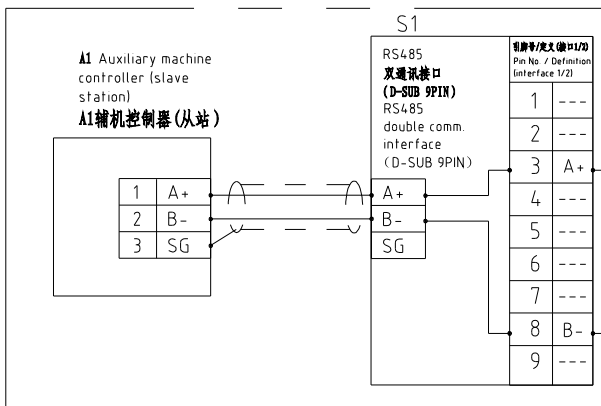 S1
A1 Auxiliary machine
controller (slave
station)
A1辅机控制器(从站)
1 A+
2 B-
3 SG
RS485
双通讯接口
(D-SUB 9PIN)
RS485
double comm.
interface
(D-SUB 9PIN)
A+
B-
SG
引脚号/定义(接口1/2)
Pin No. / Definition
(interface 1/2)
1 ---
2 ---
3 A+
4 ---
5 ---
6 ---
7 ---
8 B-
9 ---